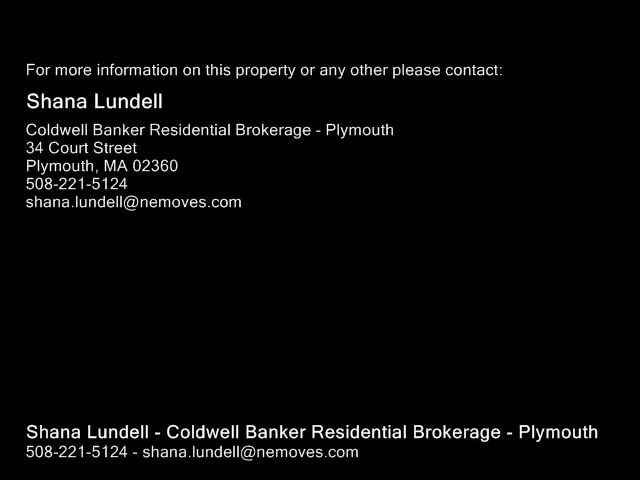 For more information on this property or any other please contact:
Shana Lundell
Coldwell Banker Residential Brokerage - Plymouth
34 Court Street
Plymouth, MA 02360
508-221-5124
shana.lundell@nemoves.com
Shana Lundell - Coldwell Banker Residential Brokerage - Plymouth
508-221-5124 - shana.lundell@nemoves.com